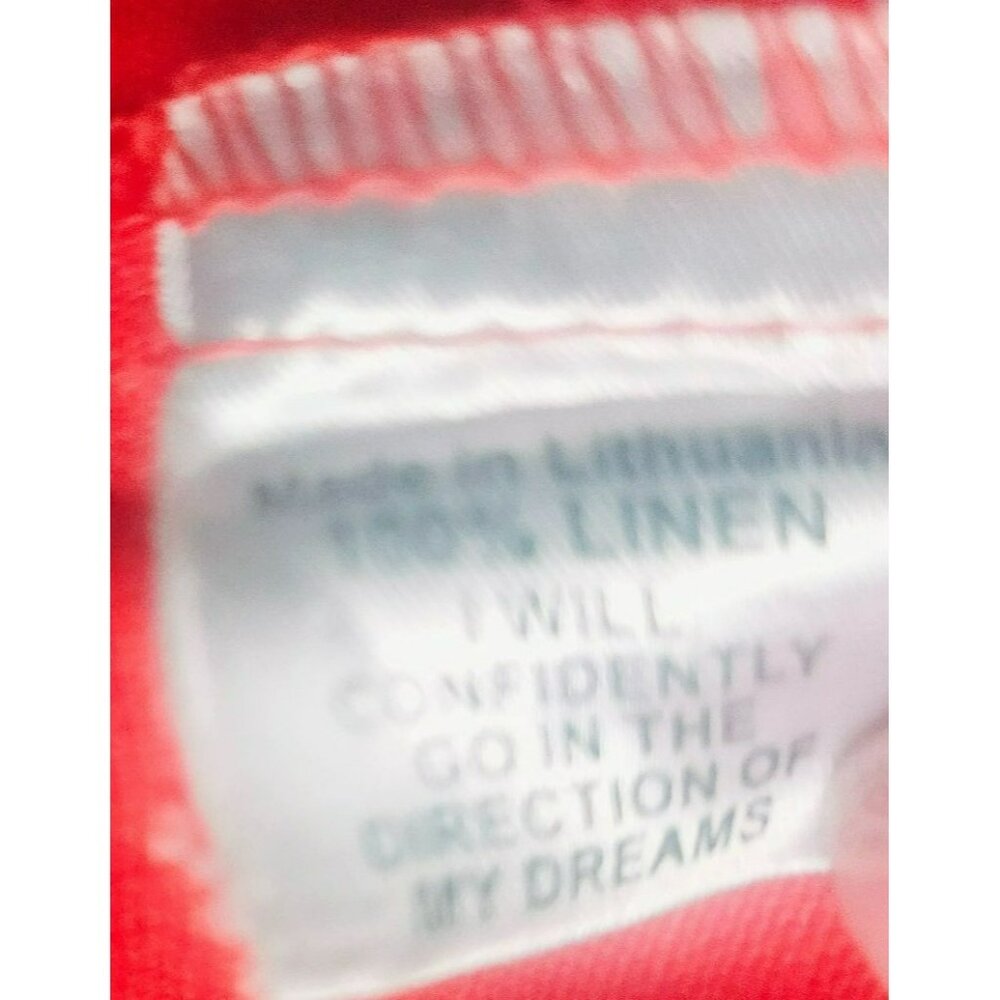 Made in Lithuania
100% LINEN
I WILL
CONFIDENTLY
GO IN THE
DIRECTION OF
MY DREAMS